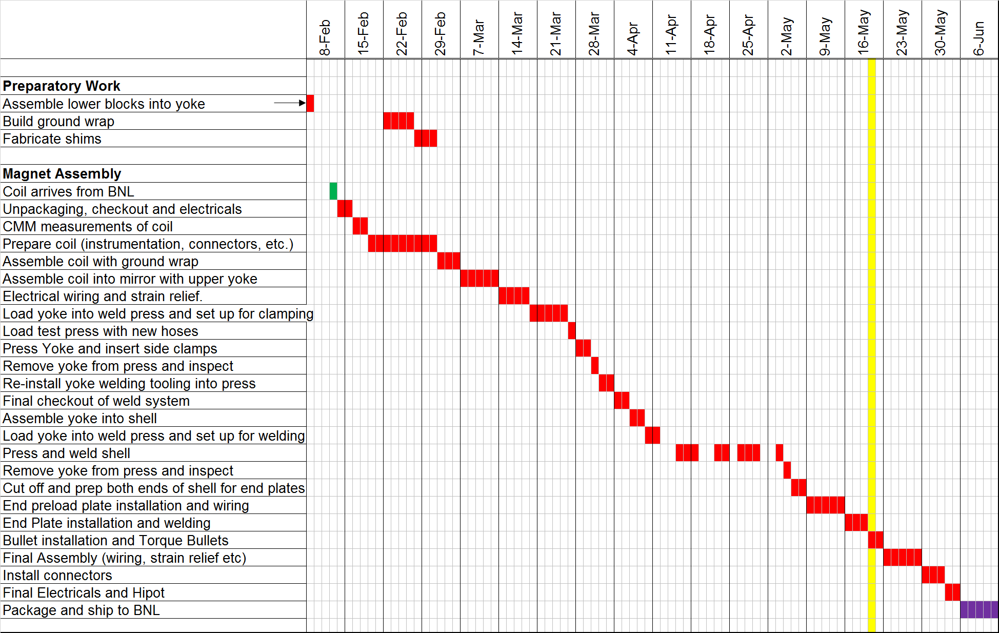 8-Feb
15-Feb
22-Feb
29-Feb
7-Mar
14-Mar
21-Mar
28-Mar
4-Apr
11-Apr
18-Apr
25-Apr
2-May
9-May
16-May
23-May
30-May
6-Jun
Preparatory Work
Assemble lower blocks into yoke
Build ground wrap
Fabricate shims
Magnet Assembly
Coil arrives from BNL
Unpackaging, checkout and electricals
CMM measurements of coil
Prepare coil (instrumentation, connectors, etc.)
Assemble coil with ground wrap
Assemble coil into mirror with upper yoke
Electrical wiring and strain relief.
Load yoke into weld press and set up for clamping
Load test press with new hoses
Press Yoke and insert side clamps
Remove yoke from press and inspect
Re-install yoke welding tooling into press
Final checkout of weld system
Assemble yoke into shell
Load yoke into weld press and set up for welding
Press and weld shell
Remove yoke from press and inspect
Cut off and prep both ends of shell for end plates
End preload plate installation and wiring
End Plate installation and welding
Bullet installation and Torque Bullets
Final Assembly (wiring, strain relief etc)
Install connectors
Final Electricals and Hipot
Package and ship to BNL